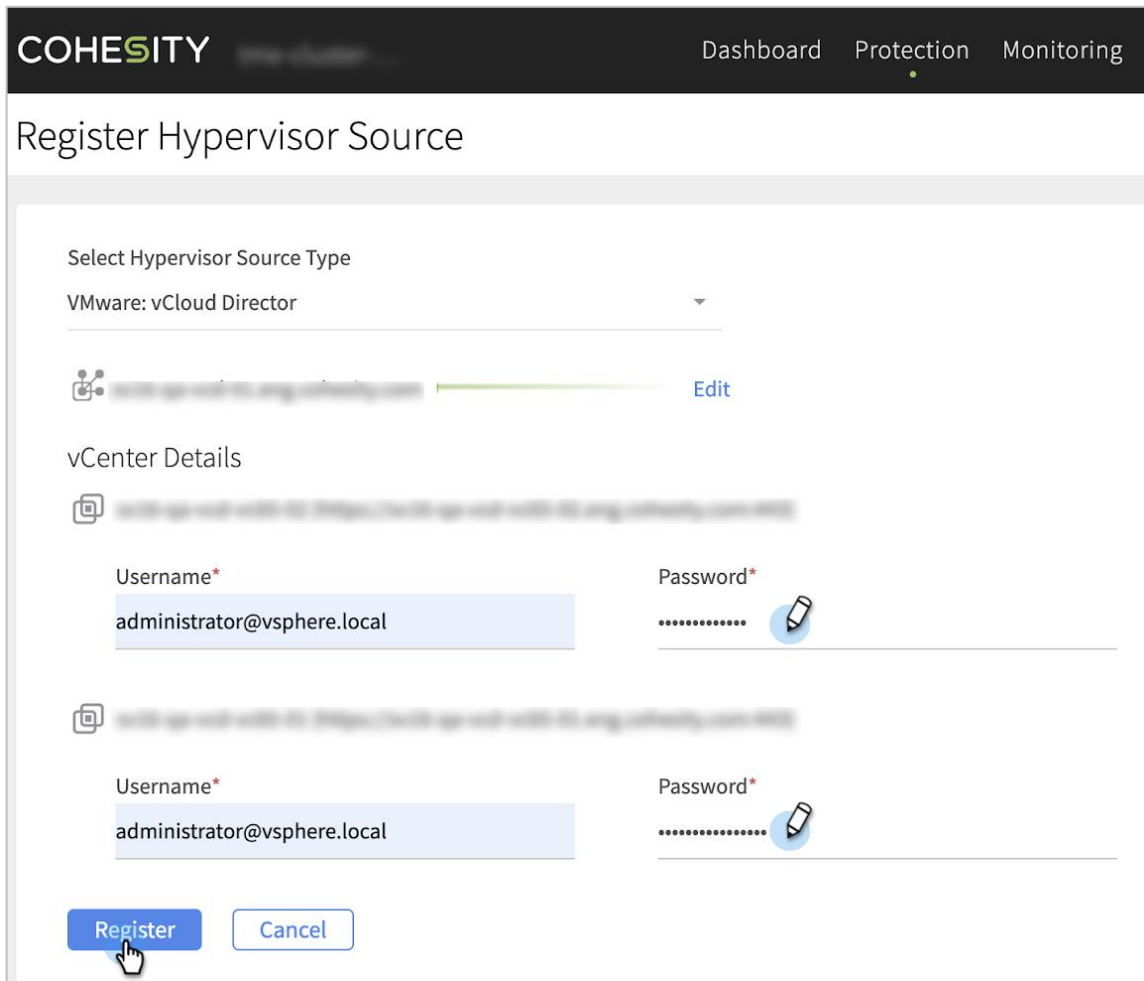 COHESITY Dashboard Protection Monitoring
Register Hypervisor Source
Select Hypervisor Source Type
VMware: vCloud Director
Edit
vCenter Details
Username* Password*
administrator@vsphere.local •••••••••••••
Username* Password*
administrator@vsphere.local ••••••••••••••••
Register Cancel